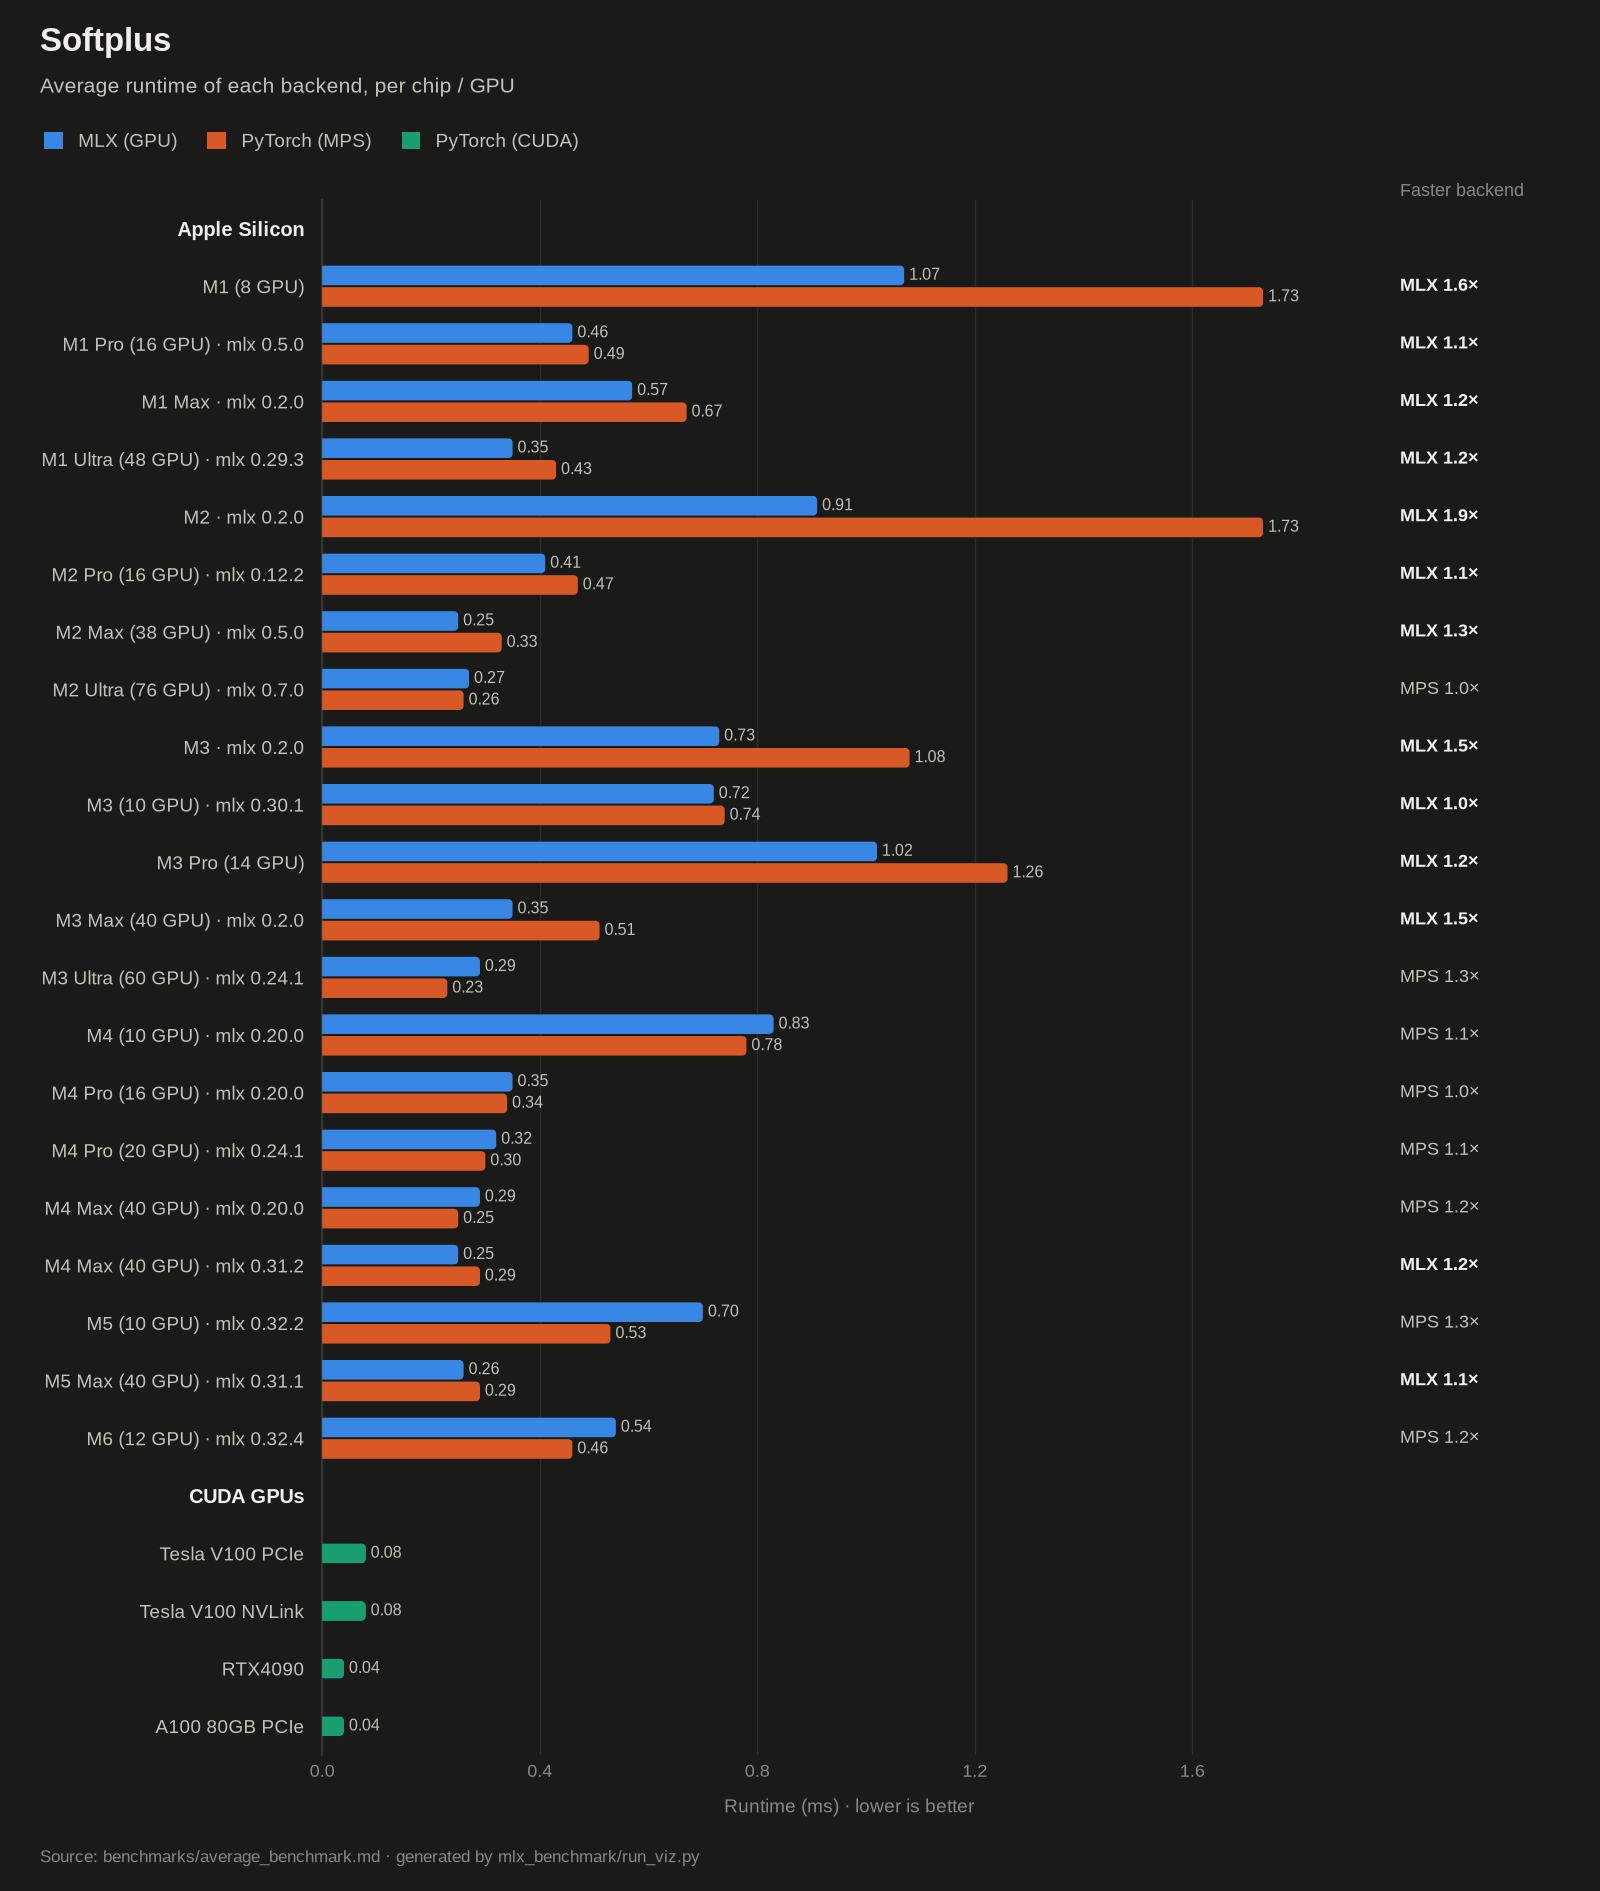 Softplus
Average runtime of each backend, per chip / GPU
MLX (GPU) PyTorch (MPS) PyTorch (CUDA)
Faster backend
Apple Silicon
M1 (8 GPU) 1.07 1.73 MLX 1.6×
M1 Pro (16 GPU) · mlx 0.5.0 0.46 0.49 MLX 1.1×
M1 Max · mlx 0.2.0 0.57 0.67 MLX 1.2×
M1 Ultra (48 GPU) · mlx 0.29.3 0.35 0.43 MLX 1.2×
M2 · mlx 0.2.0 0.91 1.73 MLX 1.9×
M2 Pro (16 GPU) · mlx 0.12.2 0.41 0.47 MLX 1.1×
M2 Max (38 GPU) · mlx 0.5.0 0.25 0.33 MLX 1.3×
M2 Ultra (76 GPU) · mlx 0.7.0 0.27 0.26 MPS 1.0×
M3 · mlx 0.2.0 0.73 1.08 MLX 1.5×
M3 (10 GPU) · mlx 0.30.1 0.72 0.74 MLX 1.0×
M3 Pro (14 GPU) 1.02 1.26 MLX 1.2×
M3 Max (40 GPU) · mlx 0.2.0 0.35 0.51 MLX 1.5×
M3 Ultra (60 GPU) · mlx 0.24.1 0.29 0.23 MPS 1.3×
M4 (10 GPU) · mlx 0.20.0 0.83 0.78 MPS 1.1×
M4 Pro (16 GPU) · mlx 0.20.0 0.35 0.34 MPS 1.0×
M4 Pro (20 GPU) · mlx 0.24.1 0.32 0.30 MPS 1.1×
M4 Max (40 GPU) · mlx 0.20.0 0.29 0.25 MPS 1.2×
M4 Max (40 GPU) · mlx 0.31.2 0.25 0.29 MLX 1.2×
M5 (10 GPU) · mlx 0.32.2 0.70 0.53 MPS 1.3×
M5 Max (40 GPU) · mlx 0.31.1 0.26 0.29 MLX 1.1×
M6 (12 GPU) · mlx 0.32.4 0.54 0.46 MPS 1.2×
CUDA GPUs
Tesla V100 PCIe 0.08
Tesla V100 NVLink 0.08
RTX4090 0.04
A100 80GB PCIe 0.04
0.0 0.4 0.8 1.2 1.6
Runtime (ms) · lower is better
Source: benchmarks/average_benchmark.md · generated by mlx_benchmark/run_viz.py